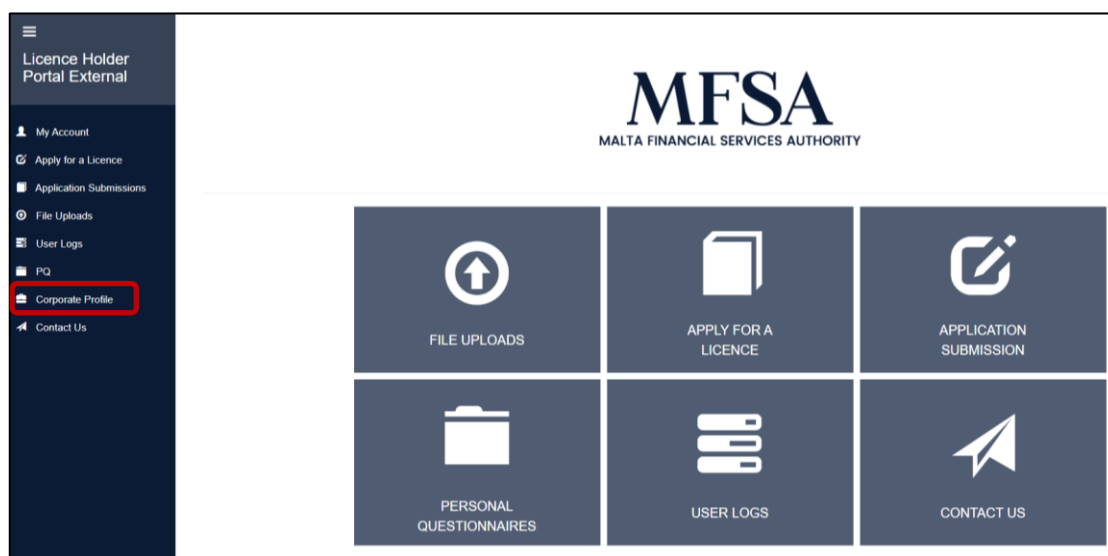 Licence Holder
Portal External
My Account
Apply for a Licence
Application Submissions
File Uploads
User Logs
PQ
Corporate Profile
Contact Us
MFSA
MALTA FINANCIAL SERVICES AUTHORITY
FILE UPLOADS
APPLY FOR A
LICENCE
APPLICATION
SUBMISSION
PERSONAL
QUESTIONNAIRES
USER LOGS
CONTACT US